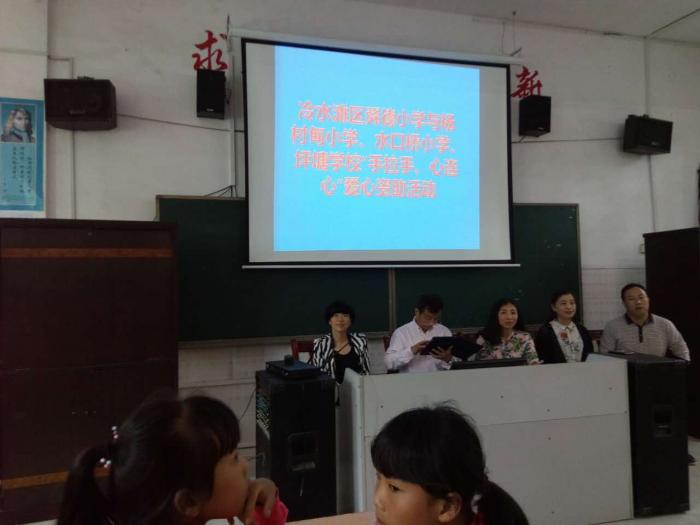 求
新
冷水滩区舜德小学与杨
村甸小学、水口桥小学、
坪塘学校"手拉手、心连
心"爱心资助活动